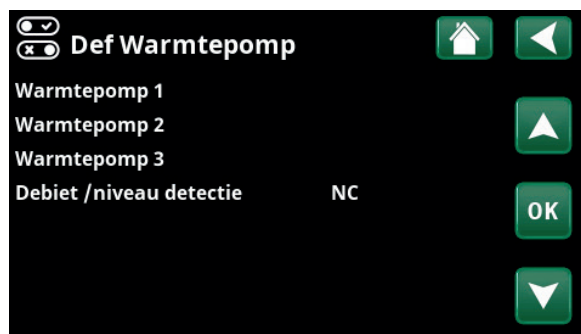 Def Warmtepomp
Warmtepomp 1
Warmtepomp 2
Warmtepomp 3
Debiet /niveau detectie NC
OK